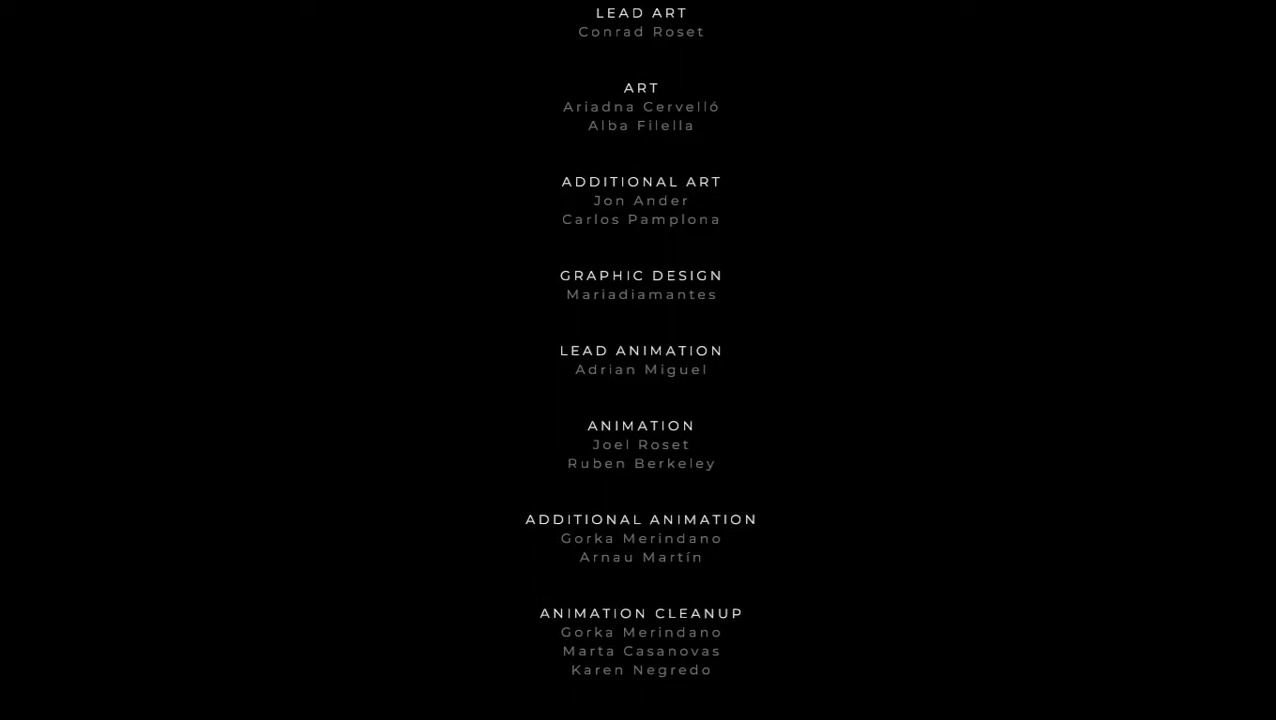 LEAD ART
Conrad Roset
ART
Ariadna Cervelló
Alba Filella
ADDITIONAL ART
Jon Ander
Carlos Pamplona
GRAPHIC DESIGN
Mariadiamantes
LEAD ANIMATION
Adrian Miguel
ANIMATION
Joel Roset
Ruben Berkeley
ADDITIONAL ANIMATION
Gorka Merindano
Arnau Martín
ANIMATION CLEANUP
Gorka Merindano
Marta Casanovas
Karen Negredo